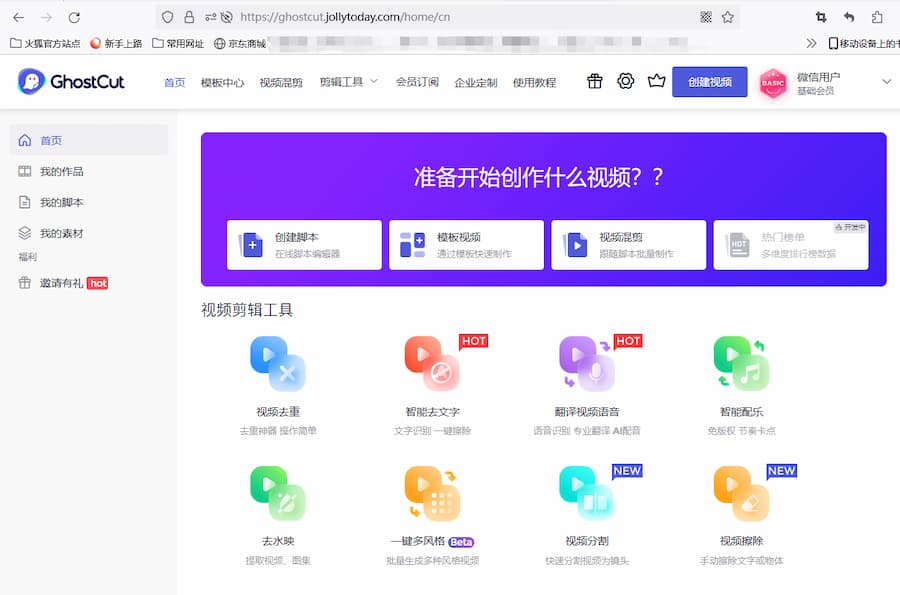 https://ghostcut.jollytoday.com/home/cn
火狐官方站点 新手上路 常用网址 京东商城 移动设备上的书
GhostCut 首页 模板中心 视频混剪 剪辑工具 会员订阅 企业定制 使用教程 创建视频 BASIC 微信用户
基础会员
首页
我的作品
我的脚本
我的素材
福利
邀请有礼 hot
准备开始创作什么视频？？
创建脚本
在线脚本编辑器
模板视频
通过模板快速制作
视频混剪
跟随脚本批量制作
开发中
HOT
热门榜单
多维度排行榜数据
视频剪辑工具
视频去重
去重神器 操作简单
HOT
智能去文字
文字识别 一键擦除
HOT
翻译视频语音
语音识别 专业翻译 AI配音
智能配乐
免版权 节奏卡点
去水映
提取视频、图集
一键多风格 Beta
批量生成多种风格视频
NEW
视频分割
快速分割视频为镜头
NEW
视频擦除
手动擦除文字或物体